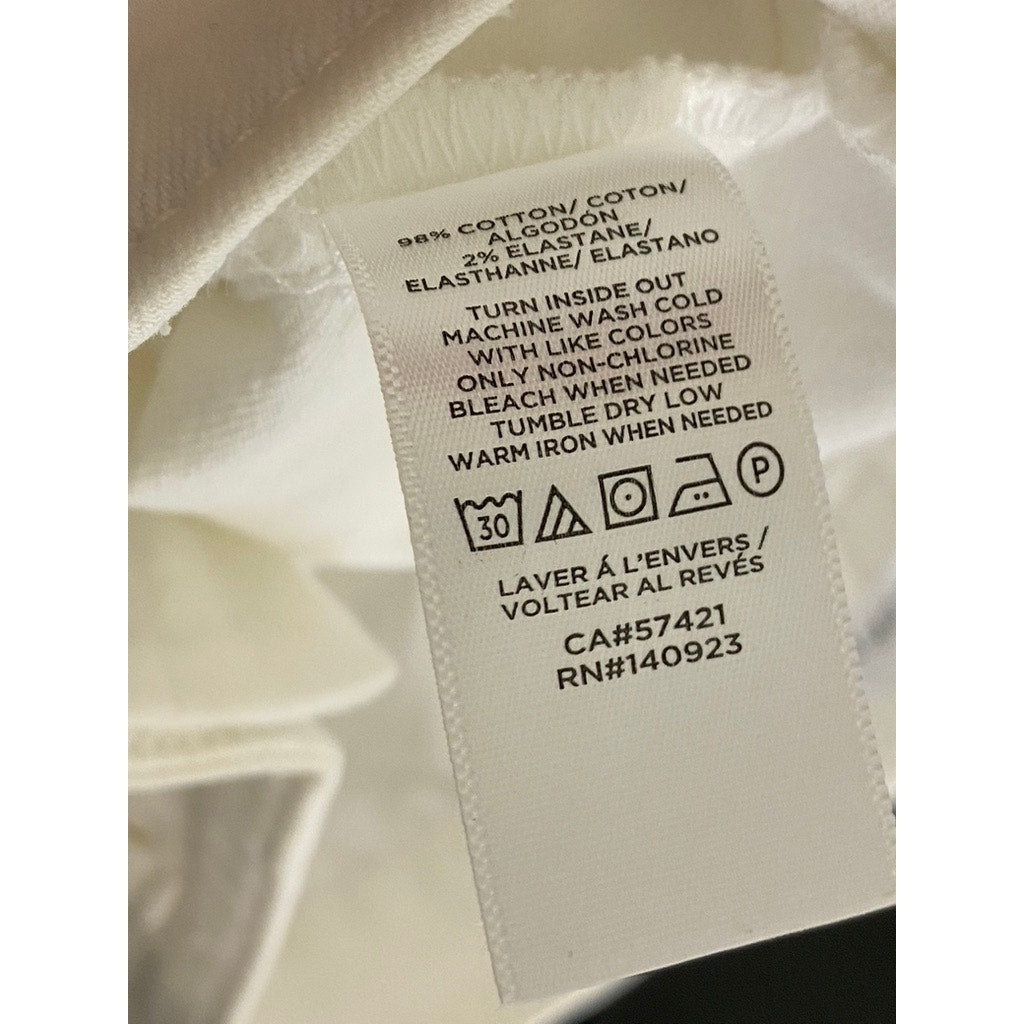 98% COTTON/ COTON/
ALGODÓN
2% ELASTANE/
ELASTHANNE/ ELASTANO
TURN INSIDE OUT
MACHINE WASH COLD
WITH LIKE COLORS
ONLY NON-CHLORINE
BLEACH WHEN NEEDED
TUMBLE DRY LOW
WARM IRON WHEN NEEDED
30 P
LAVER Á L'ENVERS /
VOLTEAR AL REVÉS
CA#57421
RN#140923